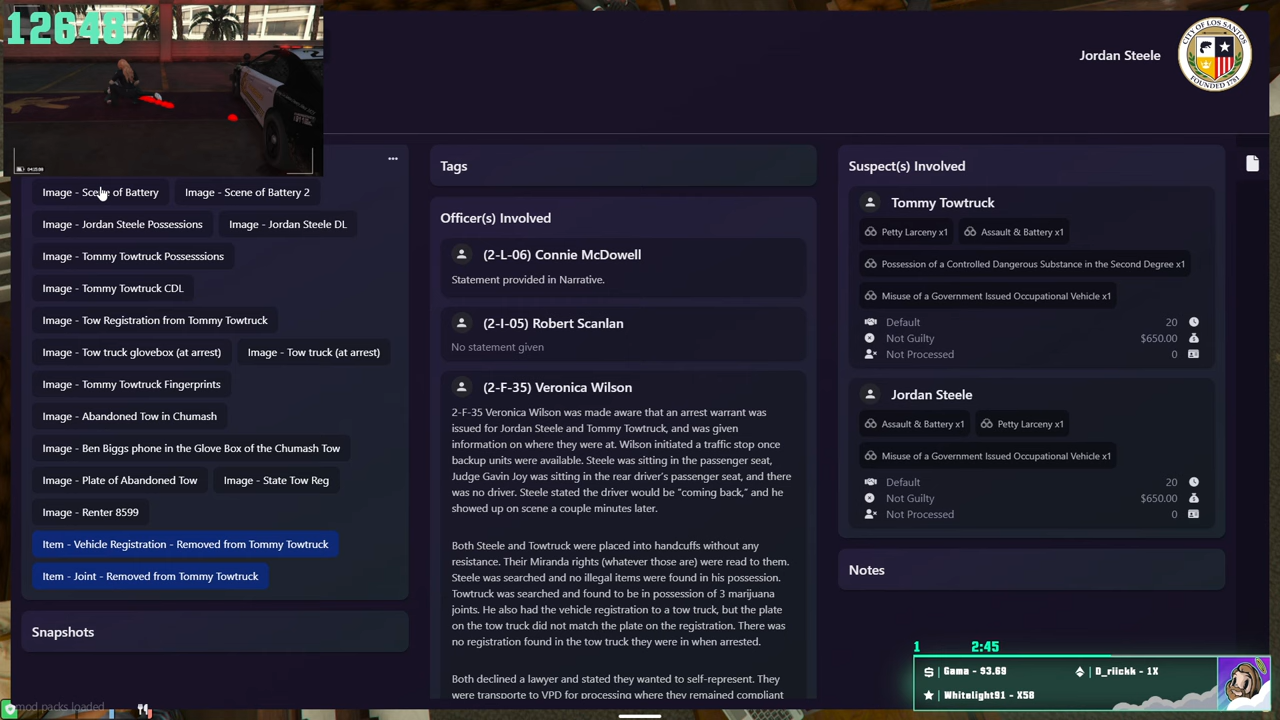 12648
Jordan Steele
CITY OF LOS SANTOS
FOUNDED 1781
Image - Scene of Battery
Image - Scene of Battery 2
Image - Jordan Steele Possessions
Image - Jordan Steele DL
Image - Tommy Towtruck Possesssions
Image - Tommy Towtruck CDL
Image - Tow Registration from Tommy Towtruck
Image - Tow truck glovebox (at arrest)
Image - Tow truck (at arrest)
Image - Tommy Towtruck Fingerprints
Image - Abandoned Tow in Chumash
Image - Ben Biggs phone in the Glove Box of the Chumash Tow
Image - Plate of Abandoned Tow
Image - State Tow Reg
Image - Renter 8599
Item - Vehicle Registration - Removed from Tommy Towtruck
Item - Joint - Removed from Tommy Towtruck
Snapshots
Tags
Officer(s) Involved
(2-L-06) Connie McDowell
Statement provided in Narrative.
(2-I-05) Robert Scanlan
No statement given
(2-F-35) Veronica Wilson
2-F-35 Veronica Wilson was made aware that an arrest warrant was
issued for Jordan Steele and Tommy Towtruck, and was given
information on where they were at. Wilson initiated a traffic stop once
backup units were available. Steele was sitting in the passenger seat,
Judge Gavin Joy was sitting in the rear driver's passenger seat, and there
was no driver. Steele stated the driver would be "coming back," and he
showed up on scene a couple minutes later.
Both Steele and Towtruck were placed into handcuffs without any
resistance. Their Miranda rights (whatever those are) were read to them.
Steele was searched and no illegal items were found in his possession.
Towtruck was searched and found to be in possession of 3 marijuana
joints. He also had the vehicle registration to a tow truck, but the plate
on the tow truck did not match the plate on the registration. There was
no registration found in the tow truck they were in when arrested.
Both declined a lawyer and stated they wanted to self-represent. They
were transporte to VPD for processing where they remained compliant
Suspect(s) Involved
Tommy Towtruck
Petty Larceny x1
Assault & Battery x1
Possession of a Controlled Dangerous Substance in the Second Degree x1
Misuse of a Government Issued Occupational Vehicle x1
Default 20
Not Guilty $650.00
Not Processed 0
Jordan Steele
Assault & Battery x1
Petty Larceny x1
Misuse of a Government Issued Occupational Vehicle x1
Default 20
Not Guilty $650.00
Not Processed 0
Notes
1 2:45
Gama - 93.69
D_riickk - 1X
Whitelight91 - X58
mod packs loaded